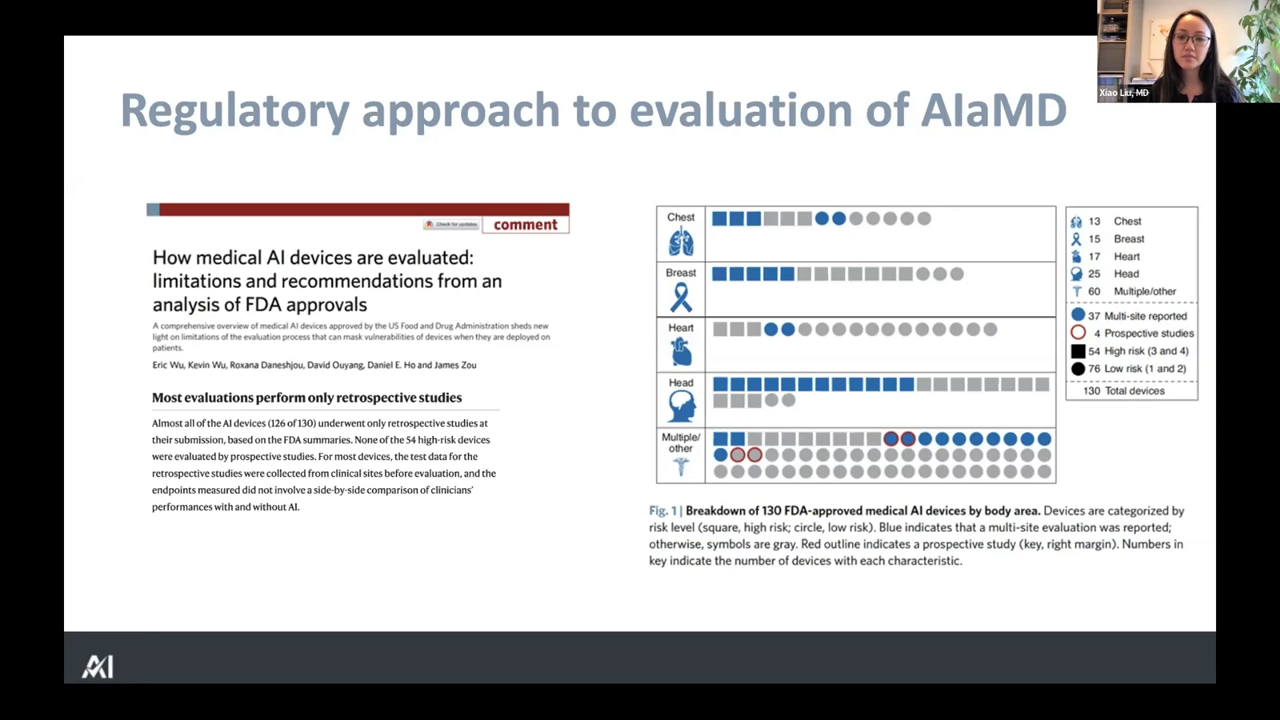 Xiao Liu, MD
Regulatory approach to evaluation of AIaMD
Check for updates
comment
How medical AI devices are evaluated:
limitations and recommendations from an
analysis of FDA approvals
A comprehensive overview of medical AI devices approved by the US Food and Drug Administration sheds new
light on limitations of the evaluation process that can mask vulnerabilities of devices when they are deployed on
patients.
Eric Wu, Kevin Wu, Roxana Daneshjou, David Ouyang, Daniel E. Ho and James Zou
Most evaluations perform only retrospective studies
Almost all of the AI devices (126 of 130) underwent only retrospective studies at
their submission, based on the FDA summaries. None of the 54 high-risk devices
were evaluated by prospective studies. For most devices, the test data for the
retrospective studies were collected from clinical sites before evaluation, and the
endpoints measured did not involve a side-by-side comparison of clinicians'
performances with and without AI.
Chest
Breast
Heart
Head
Multiple/
other
13 Chest
15 Breast
17 Heart
25 Head
60 Multiple/other
37 Multi-site reported
4 Prospective studies
54 High risk (3 and 4)
76 Low risk (1 and 2)
130 Total devices
Fig. 1 | Breakdown of 130 FDA-approved medical AI devices by body area. Devices are categorized by
risk level (square, high risk; circle, low risk). Blue indicates that a multi-site evaluation was reported;
otherwise, symbols are gray. Red outline indicates a prospective study (key, right margin). Numbers in
key indicate the number of devices with each characteristic.
AI